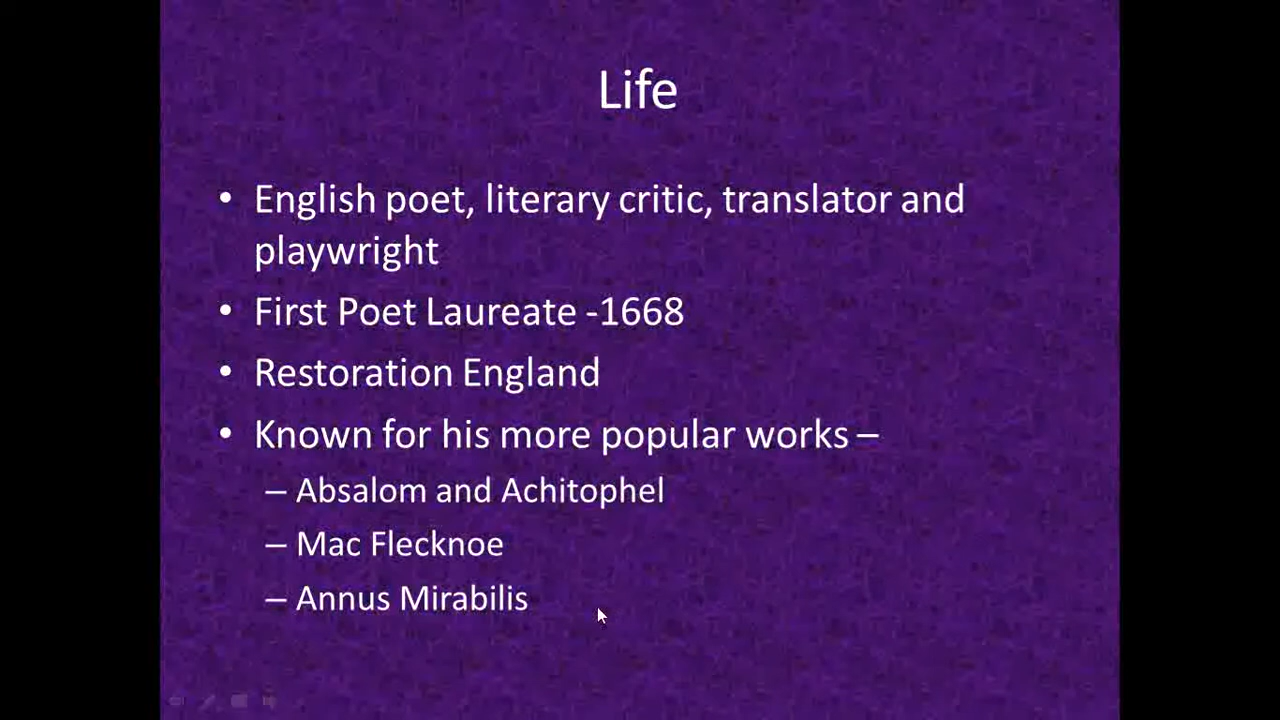 Life
• English poet, literary critic, translator and
playwright
• First Poet Laureate -1668
• Restoration England
• Known for his more popular works –
– Absalom and Achitophel
– Mac Flecknoe
– Annus Mirabilis